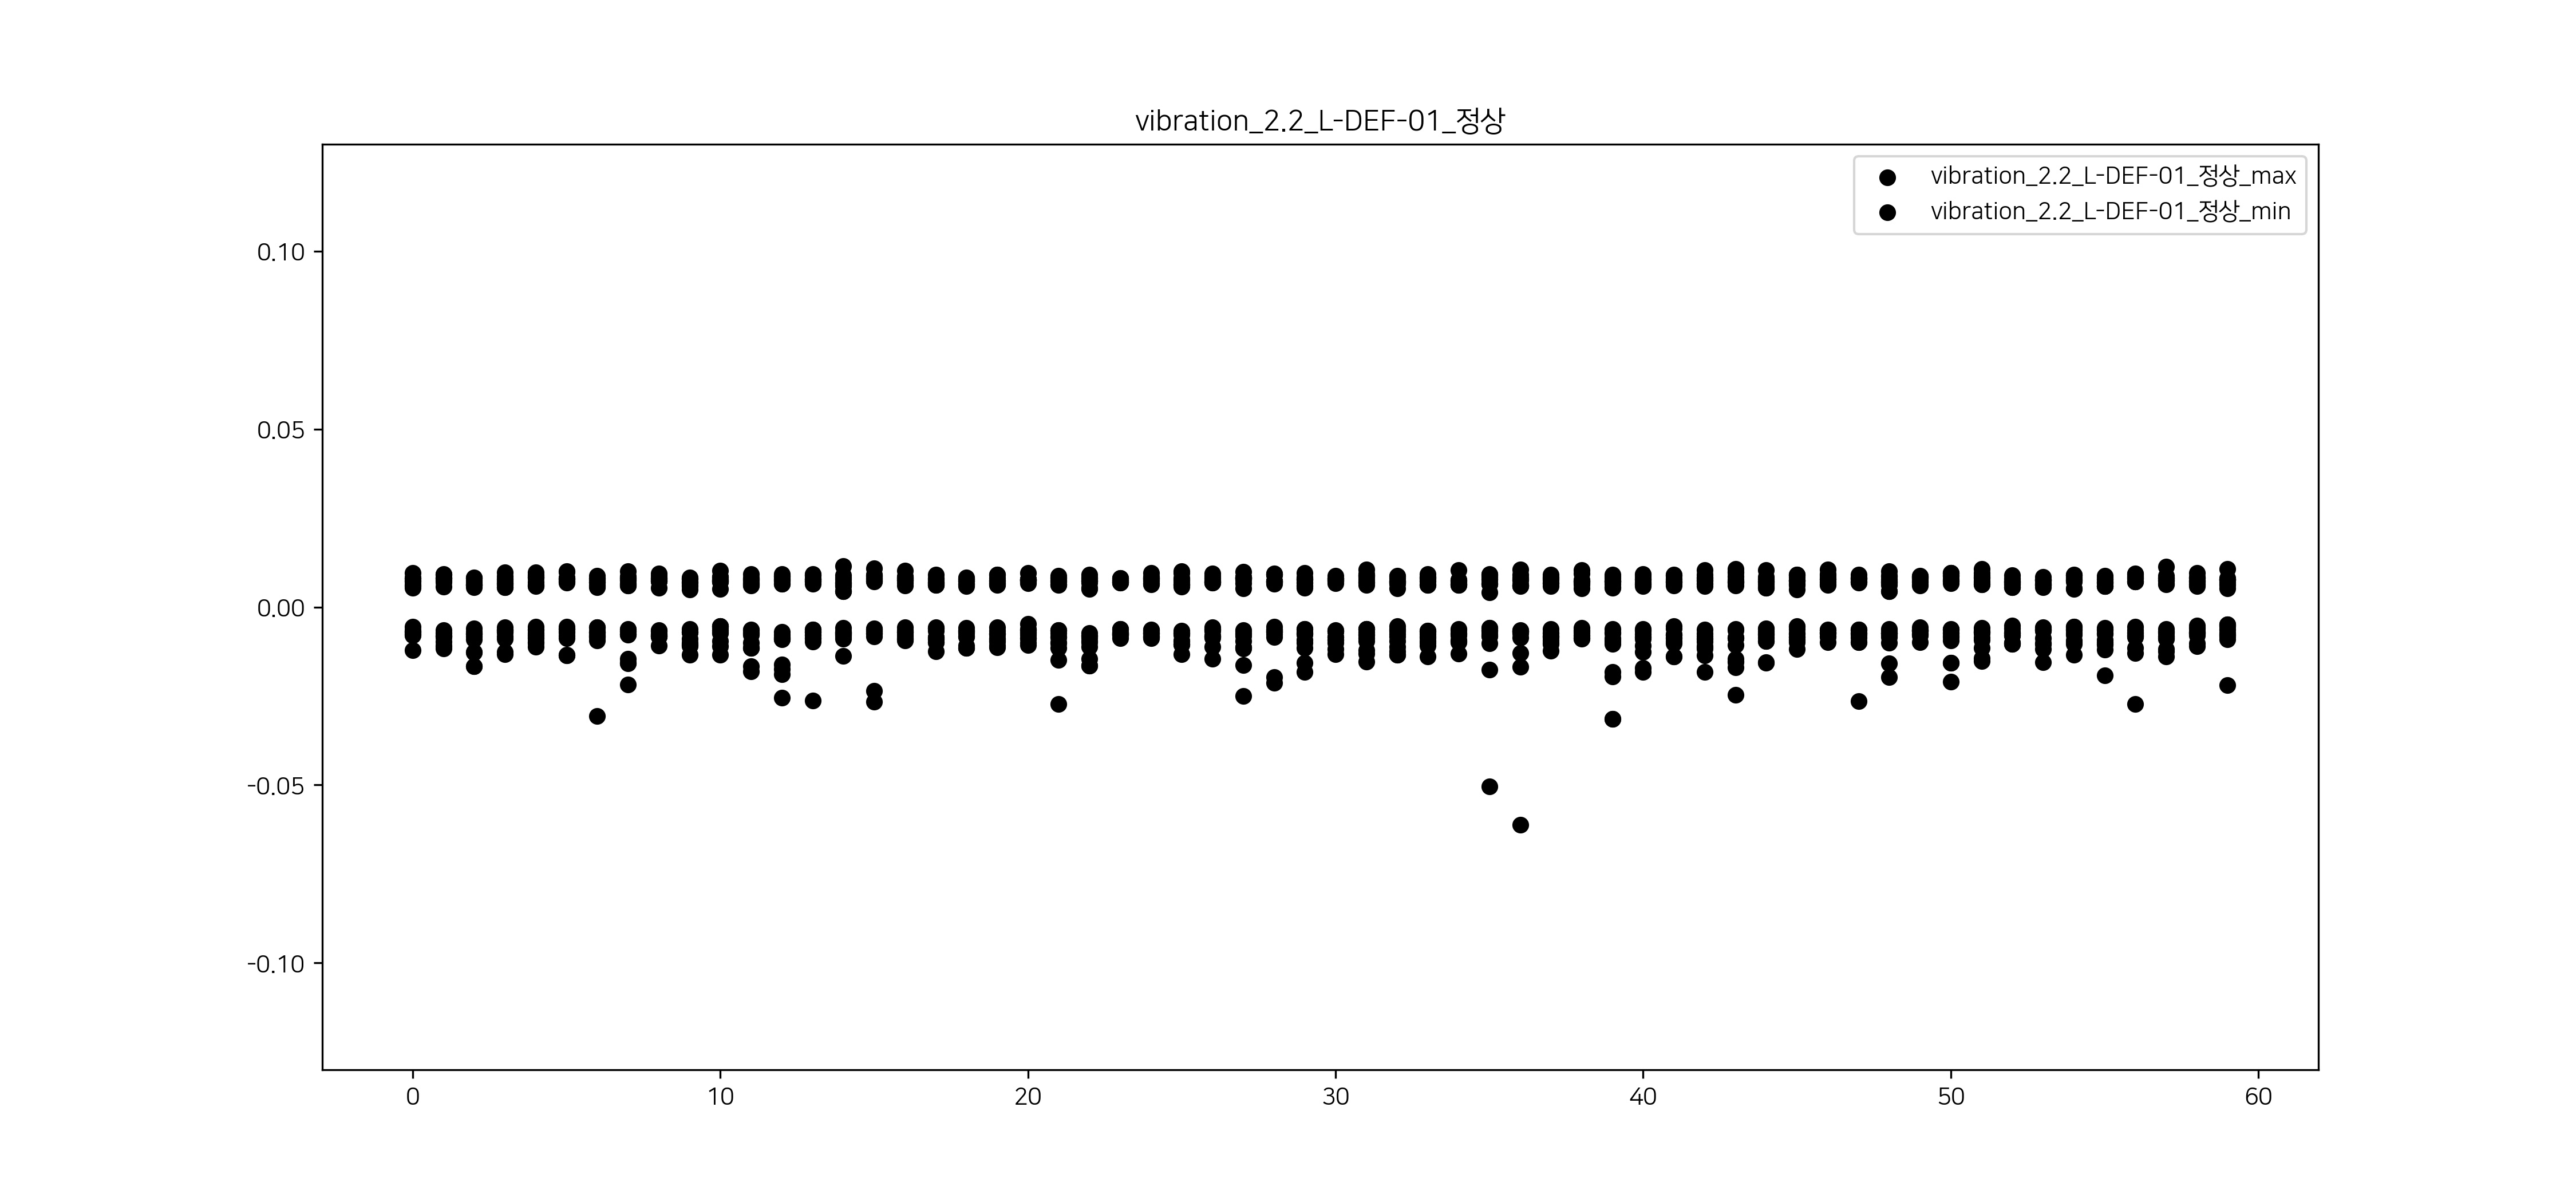 vibration_2.2_L-DEF-01_정상
vibration_2.2_L-DEF-01_정상_max
vibration_2.2_L-DEF-01_정상_min
0.10
0.05
0.00
-0.05
-0.10
0 10 20 30 40 50 60